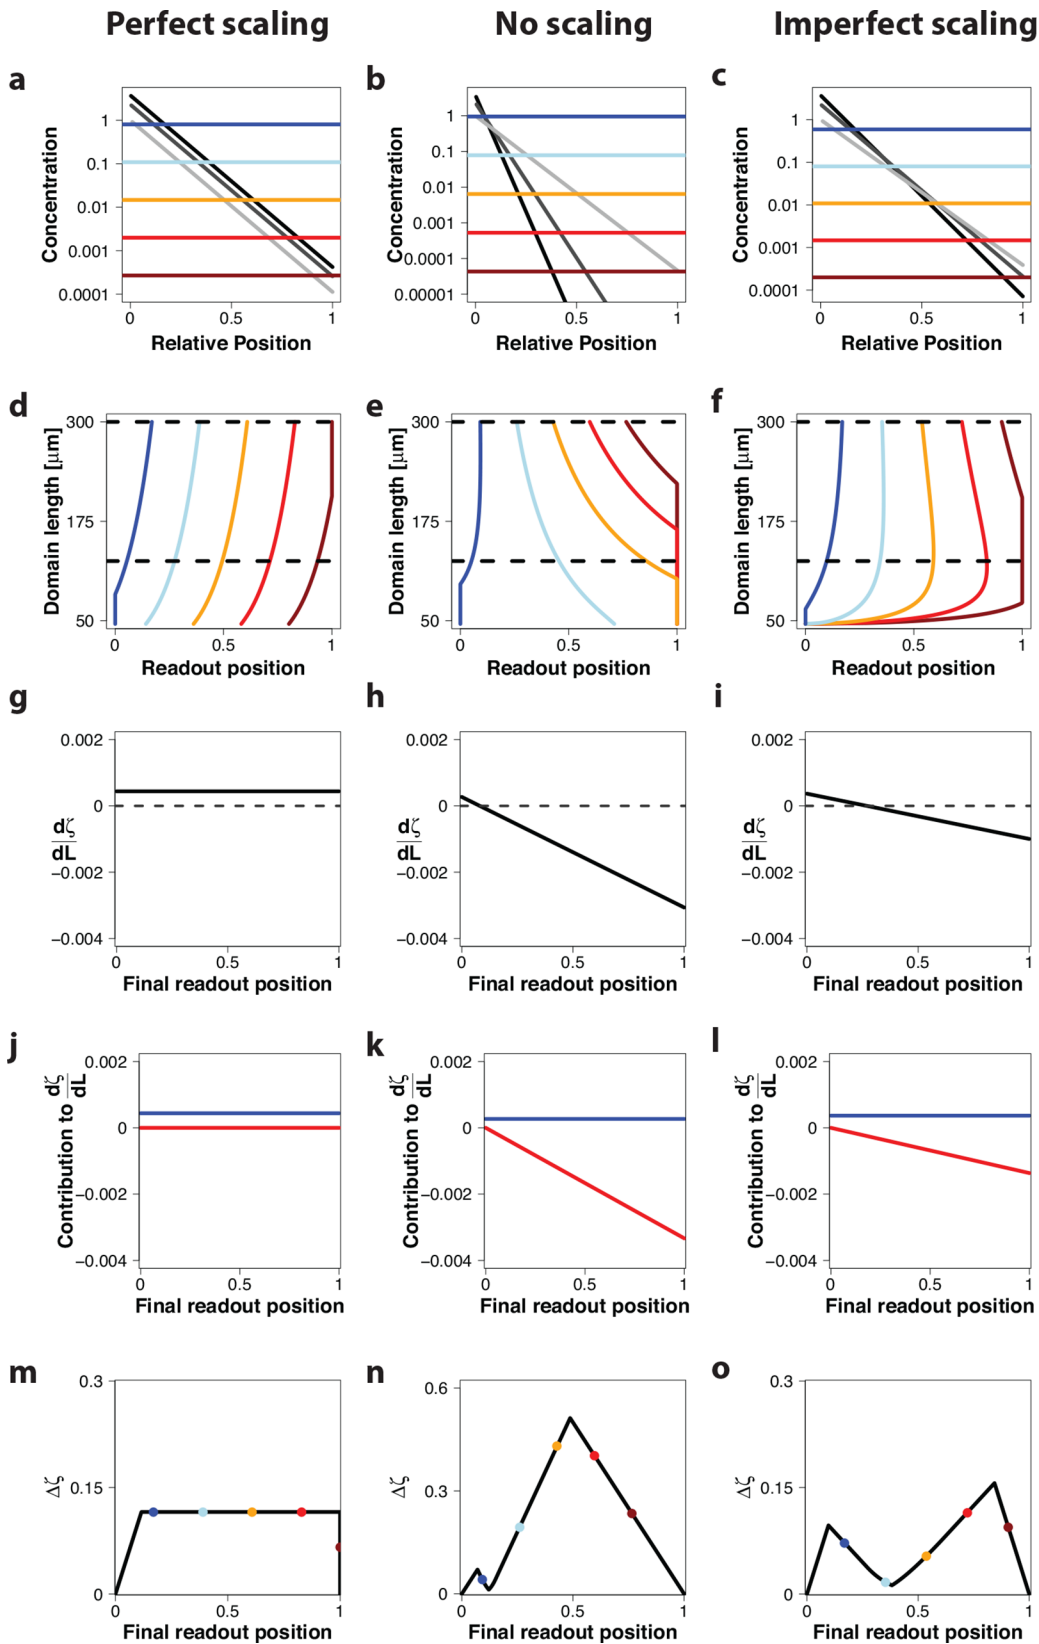 Perfect scaling No scaling Imperfect scaling
a b c
Concentration
1
0.1
0.01
0.001
0.0001
0 0.5 1
Relative Position
Concentration
1
0.1
0.01
0.001
0.0001
0.00001
0 0.5 1
Relative Position
Concentration
1
0.1
0.01
0.001
0.0001
0 0.5 1
Relative Position
d e f
Domain length [μm]
300
175
50
0 0.5 1
Readout position
Domain length [μm]
300
175
50
0 0.5 1
Readout position
Domain length [μm]
300
175
50
0 0.5 1
Readout position
g h i
0.002
0
−0.002
−0.004
dζ
dL
0 0.5 1
Final readout position
0.002
0
−0.002
−0.004
dζ
dL
0 0.5 1
Final readout position
0.002
0
−0.002
−0.004
dζ
dL
0 0.5 1
Final readout position
j k l
Contribution to dζ
dL
0.002
0
−0.002
−0.004
0 0.5 1
Final readout position
Contribution to dζ
dL
0.002
0
−0.002
−0.004
0 0.5 1
Final readout position
Contribution to dζ
dL
0.002
0
−0.002
−0.004
0 0.5 1
Final readout position
m n o
Δζ
0.3
0.15
0
0 0.5 1
Final readout position
Δζ
0.6
0.3
0
0 0.5 1
Final readout position
Δζ
0.3
0.15
0
0 0.5 1
Final readout position